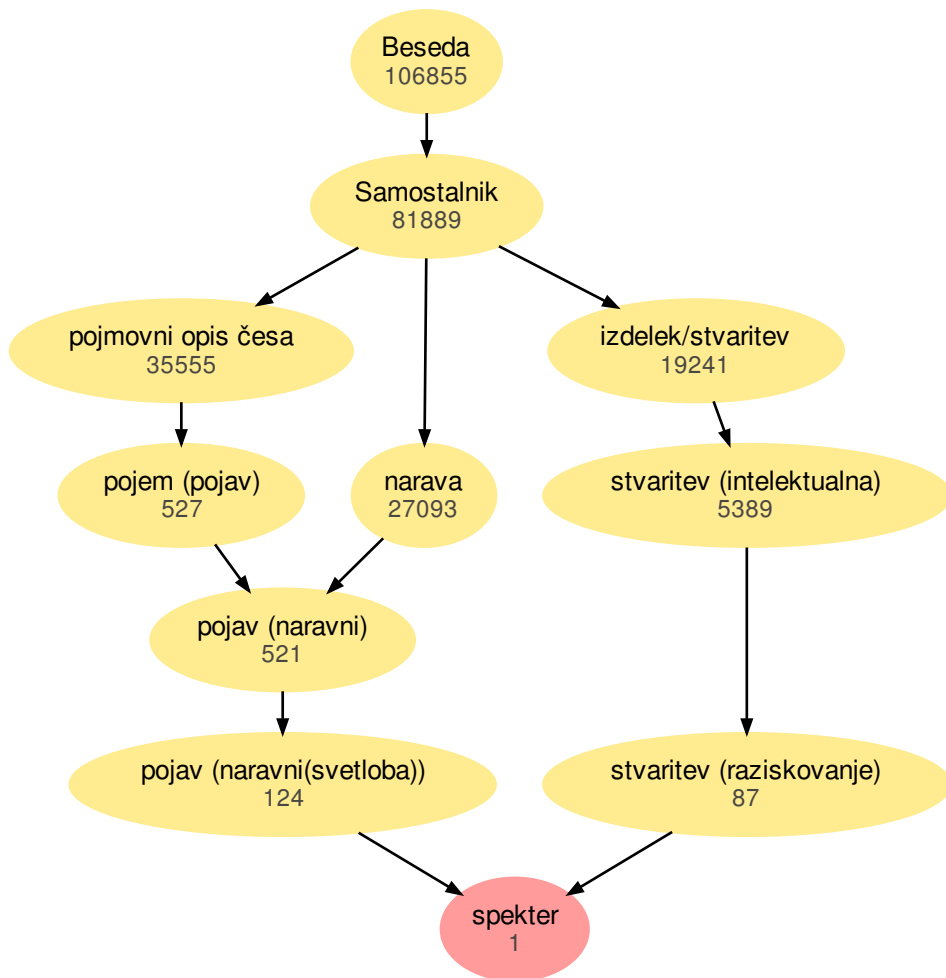 Beseda
106855
Samostalnik
81889
pojmovni opis česa
35555
izdelek/stvaritev
19241
pojem (pojav)
527
narava
27093
stvaritev (intelektualna)
5389
pojav (naravni)
521
pojav (naravni(svetloba))
124
stvaritev (raziskovanje)
87
spekter
1